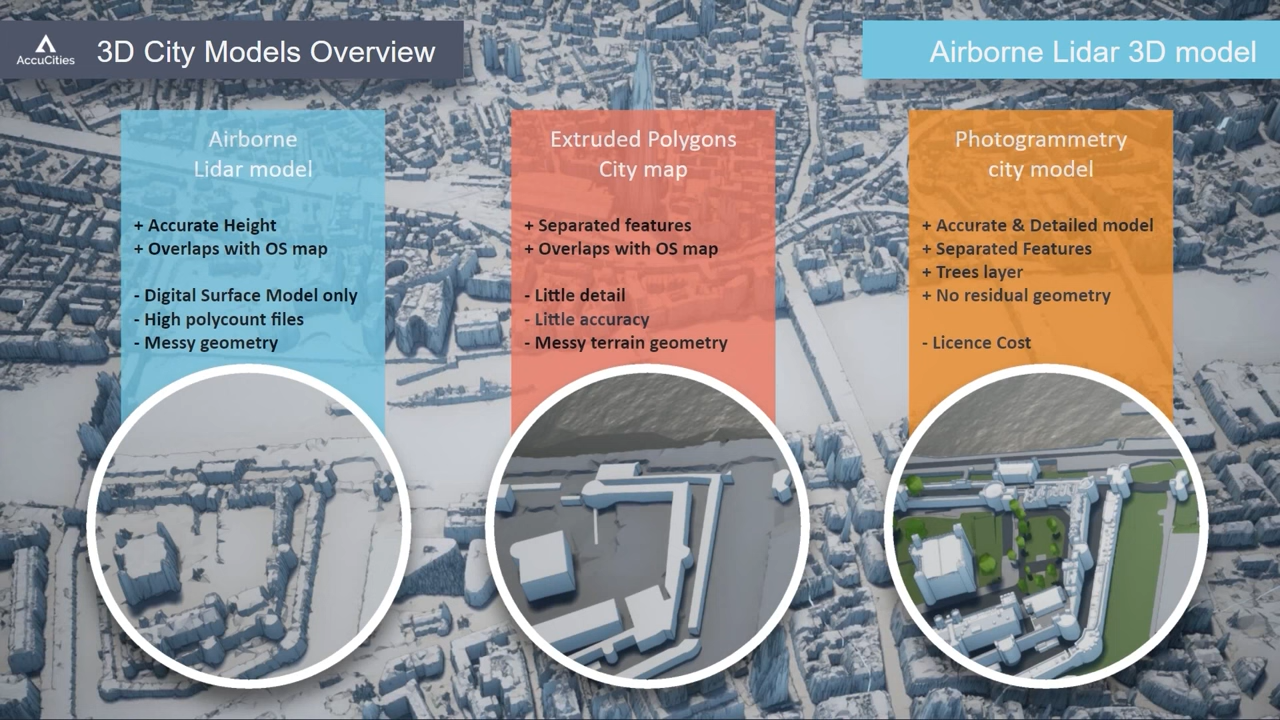 AccuCities
3D City Models Overview
Airborne Lidar 3D model
Airborne
Lidar model
+ Accurate Height
+ Overlaps with OS map
- Digital Surface Model only
- High polycount files
- Messy geometry
Extruded Polygons
City map
+ Separated features
+ Overlaps with OS map
- Little detail
- Little accuracy
- Messy terrain geometry
Photogrammetry
city model
+ Accurate & Detailed model
+ Separated Features
+ Trees layer
+ No residual geometry
- Licence Cost